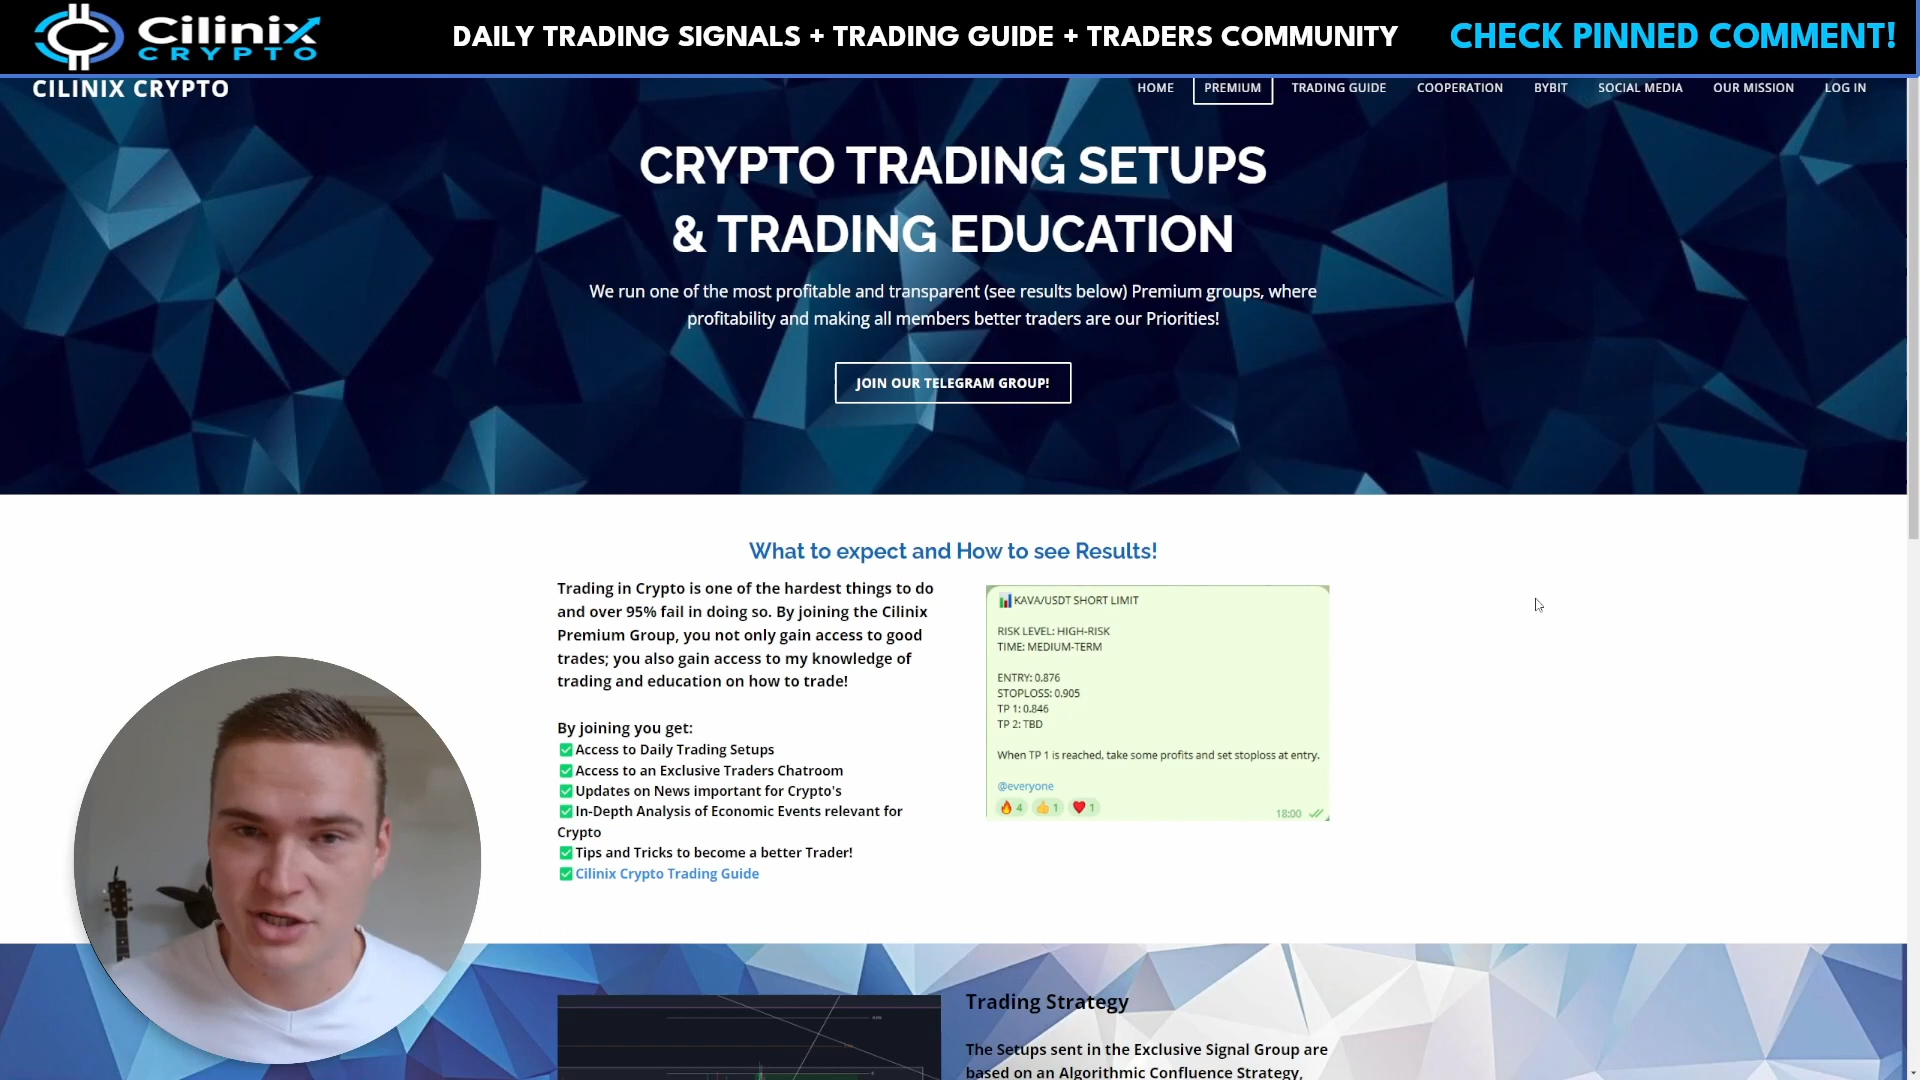 Cilinix
CRYPTO
DAILY TRADING SIGNALS + TRADING GUIDE + TRADERS COMMUNITY
CHECK PINNED COMMENT!
CILINIX CRYPTO
HOME
PREMIUM
TRADING GUIDE
COOPERATION
BYBIT
SOCIAL MEDIA
OUR MISSION
LOG IN
CRYPTO TRADING SETUPS
& TRADING EDUCATION
We run one of the most profitable and transparent (see results below) Premium groups, where
profitability and making all members better traders are our Priorities!
JOIN OUR TELEGRAM GROUP!
What to expect and How to see Results!
Trading in Crypto is one of the hardest things to do
and over 95% fail in doing so. By joining the Cilinix
Premium Group, you not only gain access to good
trades; you also gain access to my knowledge of
trading and education on how to trade!
By joining you get:
✅Access to Daily Trading Setups
✅Access to an Exclusive Traders Chatroom
✅Updates on News important for Crypto's
✅In-Depth Analysis of Economic Events relevant for
Crypto
✅Tips and Tricks to become a better Trader!
✅Cilinix Crypto Trading Guide
📊KAVA/USDT SHORT LIMIT
RISK LEVEL: HIGH-RISK
TIME: MEDIUM-TERM
ENTRY: 0.876
STOPLOSS: 0.905
TP 1: 0.846
TP 2: TBD
When TP 1 is reached, take some profits and set stoploss at entry.
@everyone
🔥 4 👍 1 ❤️ 1
18:00
Trading Strategy
The Setups sent in the Exclusive Signal Group are
based on an Algorithmic Confluence Strategy,